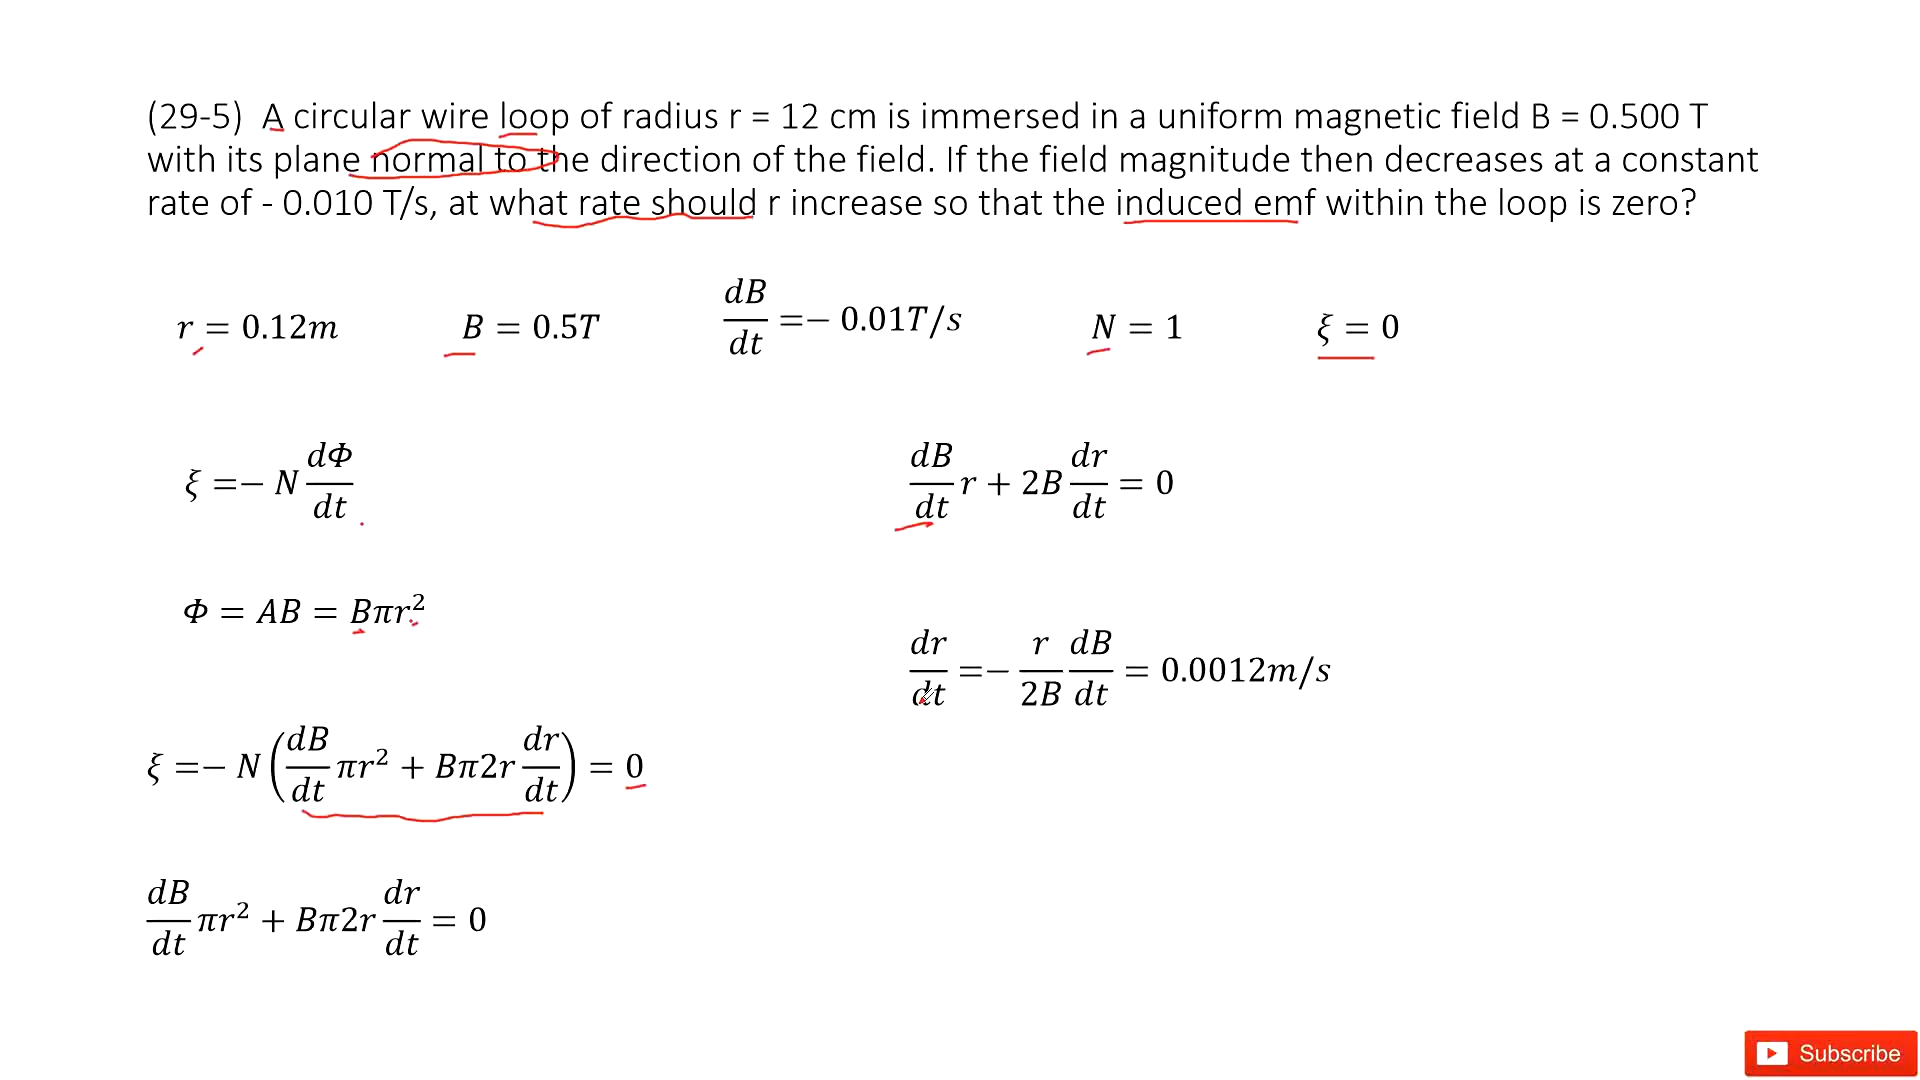 (29-5) A circular wire loop of radius r = 12 cm is immersed in a uniform magnetic field B = 0.500 T
with its plane normal to the direction of the field. If the field magnitude then decreases at a constant
rate of - 0.010 T/s, at what rate should r increase so that the induced emf within the loop is zero?
r = 0.12m B = 0.5T dB/dt =− 0.01T/s N = 1 ξ = 0
ξ =− N dΦ/dt
dB/dt r + 2B dr/dt = 0
Φ = AB = Bπr²
dr/dt =− r/2B dB/dt = 0.0012m/s
ξ =− N (dB/dt πr² + Bπ2r dr/dt) = 0
dB/dt πr² + Bπ2r dr/dt = 0
Subscribe